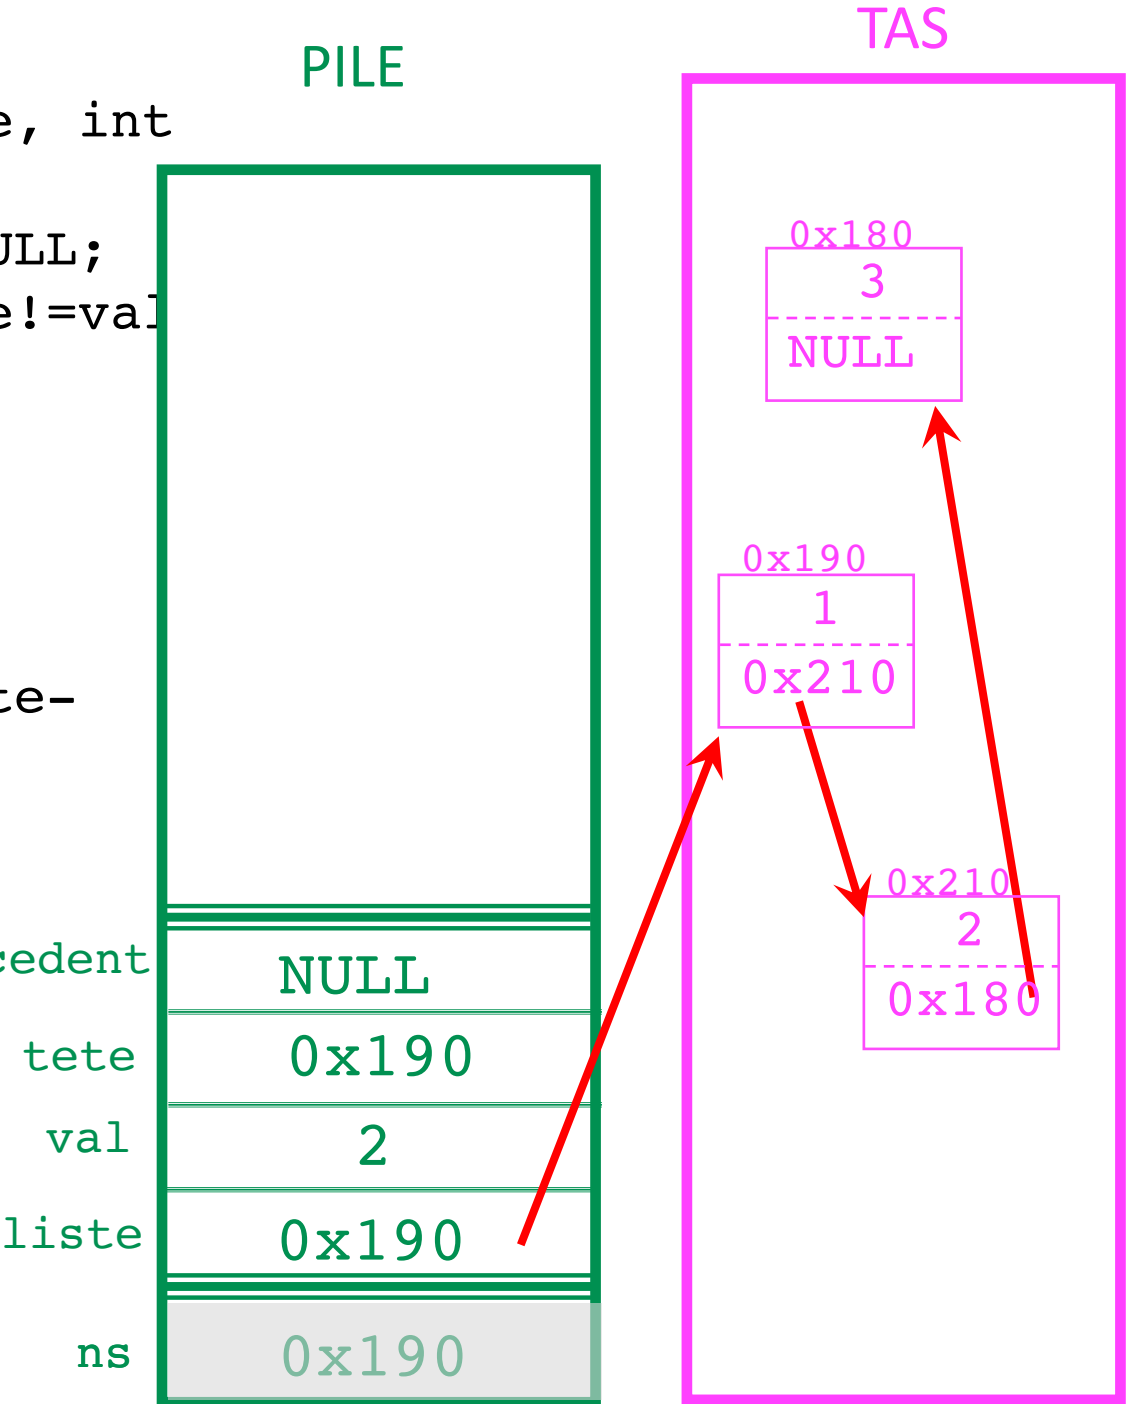 PILE
TAS
e, int
ULL;
e!=val
te-
0x180
3
NULL
0x190
1
0x210
0x210
2
0x180
cedent NULL
tete 0x190
val 2
liste 0x190
ns 0x190